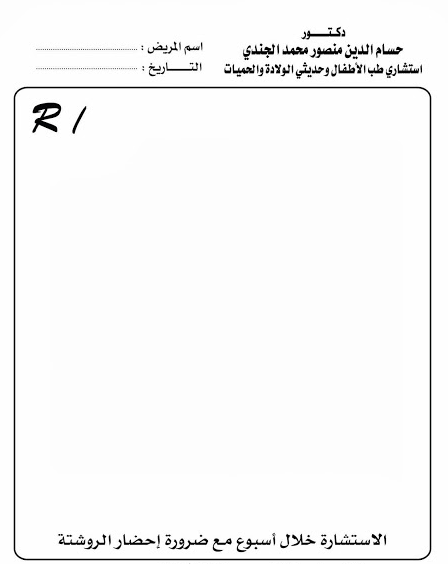 دكتـــــور
حسام الدين منصور محمد الجندي
استشاري طب الأطفال وحديثي الولادة والحميات
اسم المريض : ........................................
التـــــاريخ : ........................................
R /
الاستشارة خلال أسبوع مع ضرورة إحضار الروشتة